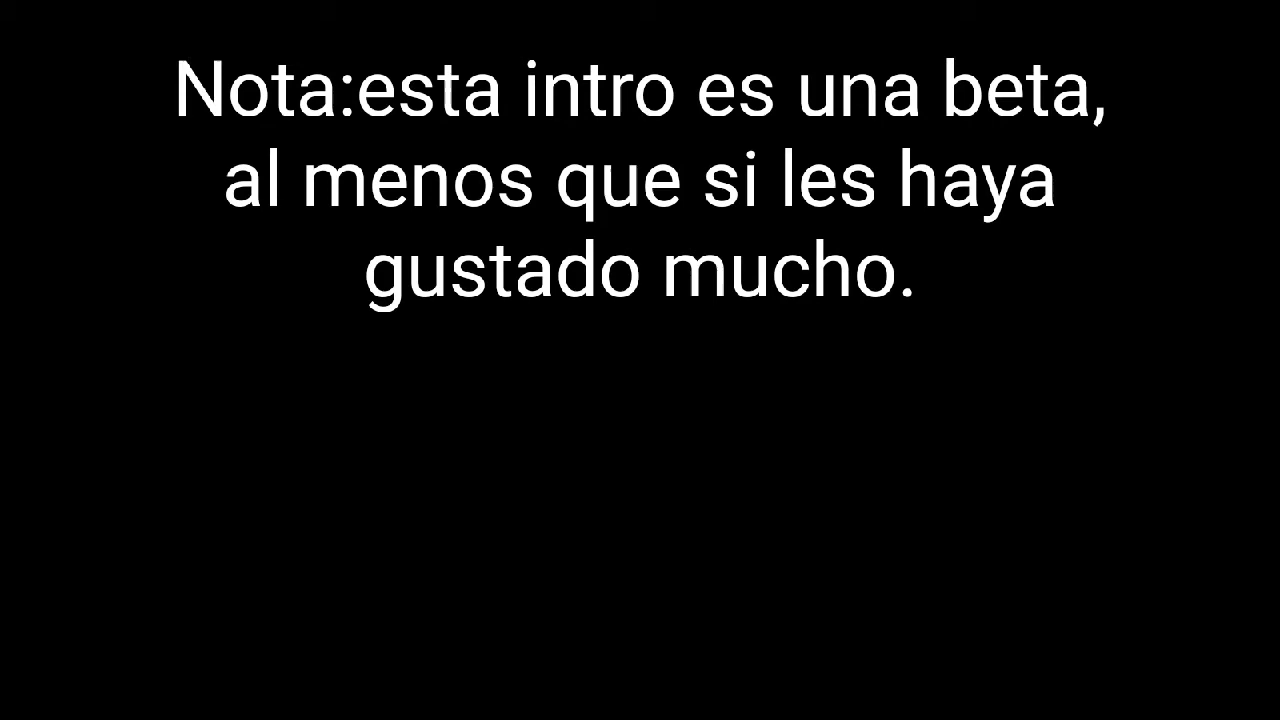 Nota:esta intro es una beta,
al menos que si les haya
gustado mucho.